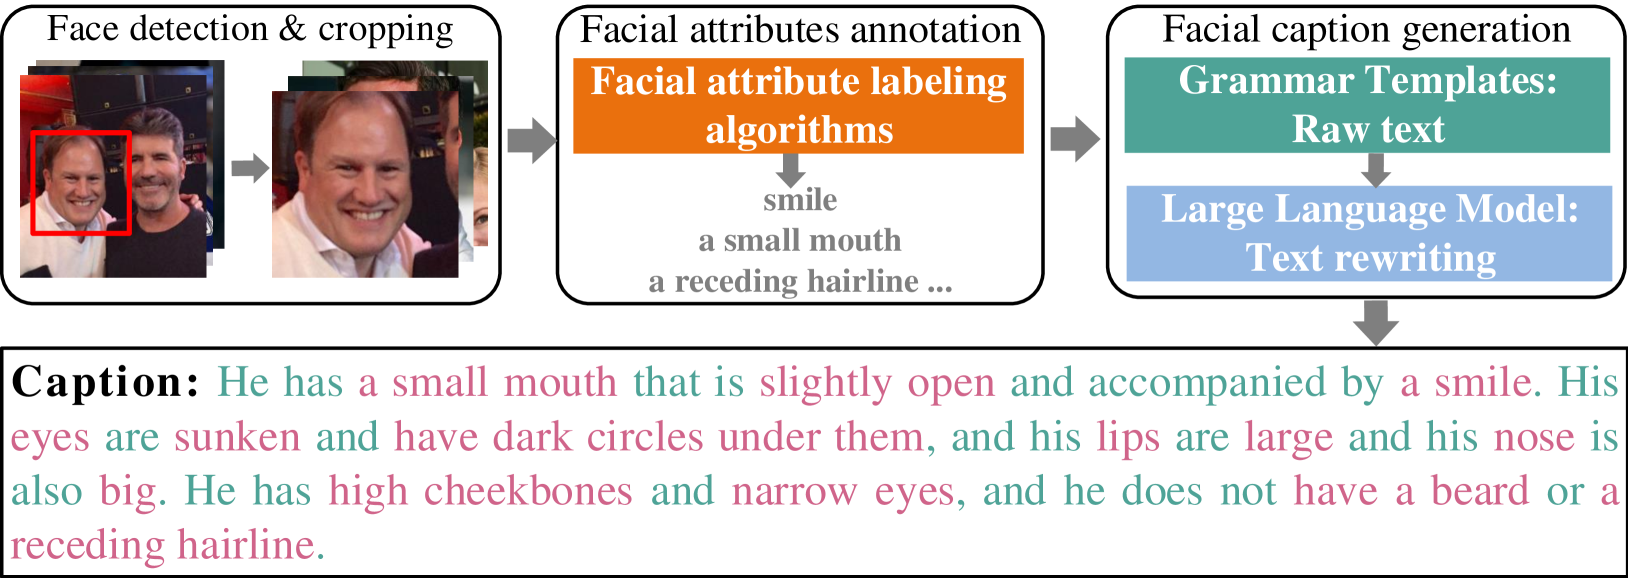 Face detection & cropping
Facial attributes annotation
Facial attribute labeling
algorithms
smile
a small mouth
a receding hairline ...
Facial caption generation
Grammar Templates:
Raw text
Large Language Model:
Text rewriting
Caption: He has a small mouth that is slightly open and accompanied by a smile. His
eyes are sunken and have dark circles under them, and his lips are large and his nose is
also big. He has high cheekbones and narrow eyes, and he does not have a beard or a
receding hairline.